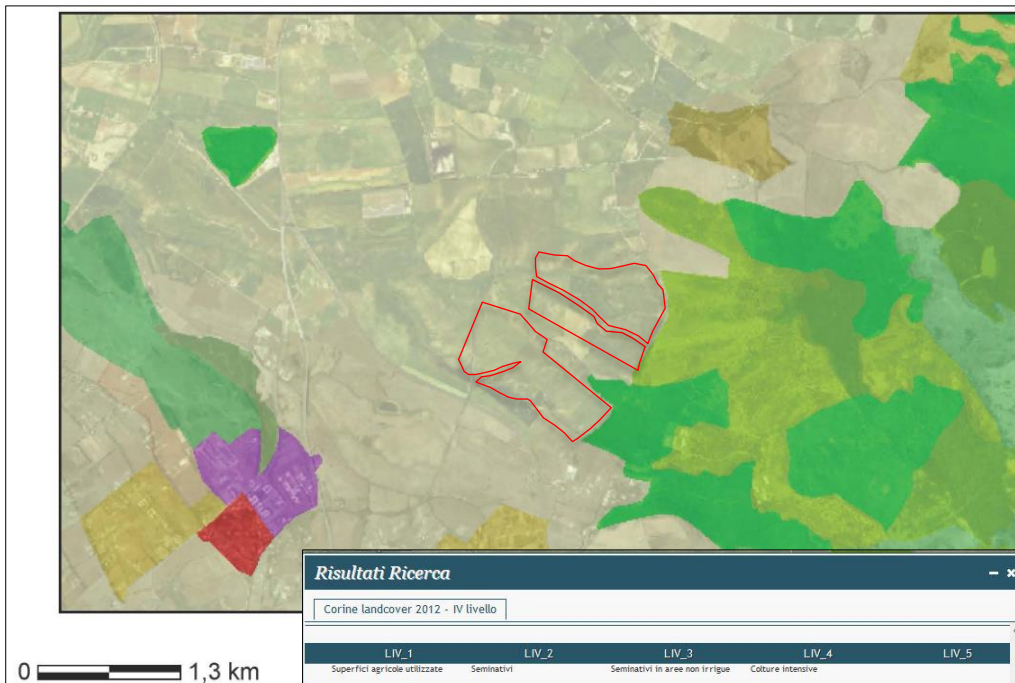 Risultati Ricerca
Corine landcover 2012 - IV livello
LIV_1 LIV_2 LIV_3 LIV_4 LIV_5
Superfici agricole utilizzate Seminativi Seminativi in aree non irrigue Colture intensive
0 1,3 km